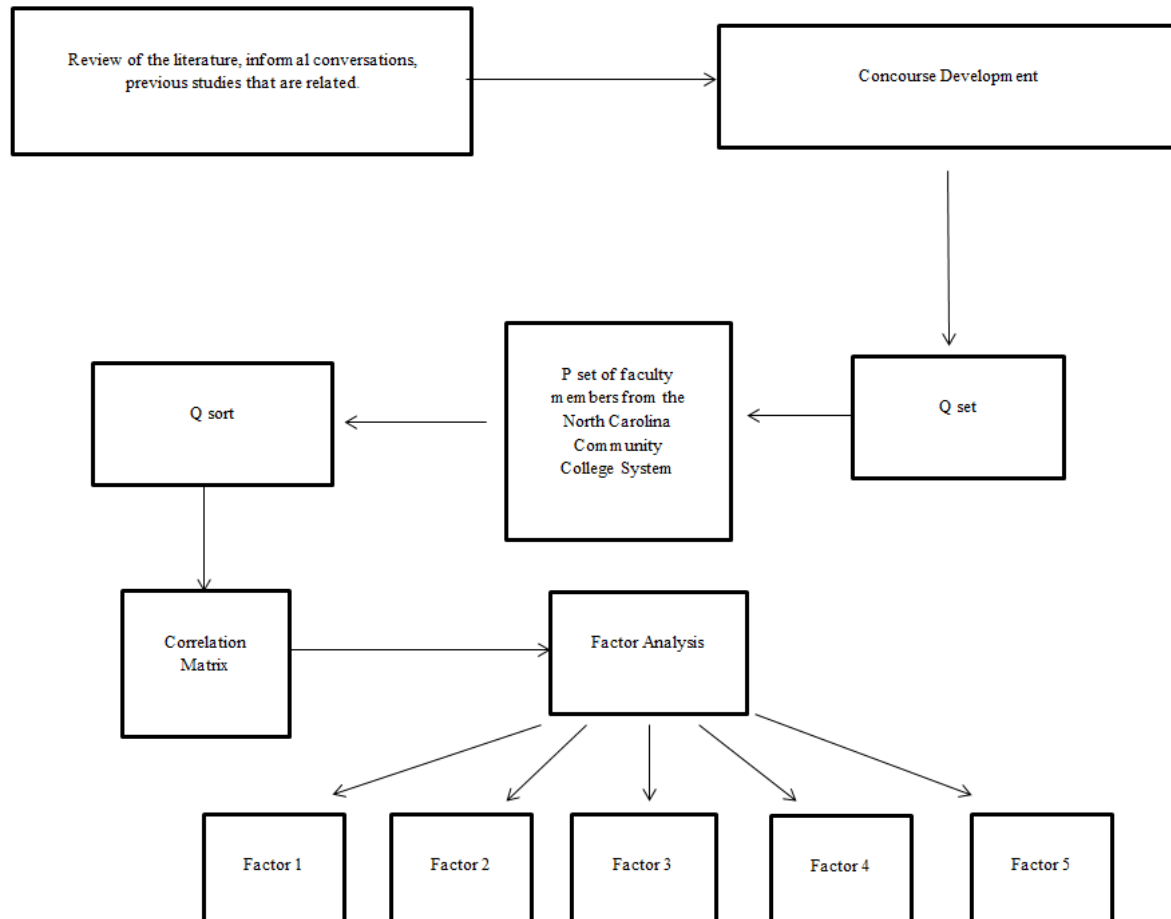 Review of the literature, informal conversations,
previous studies that are related.
Concourse Development
P set of faculty
members from the
North Carolina
Community
College System
Q set
Q sort
Correlation
Matrix
Factor Analysis
Factor 1
Factor 2
Factor 3
Factor 4
Factor 5